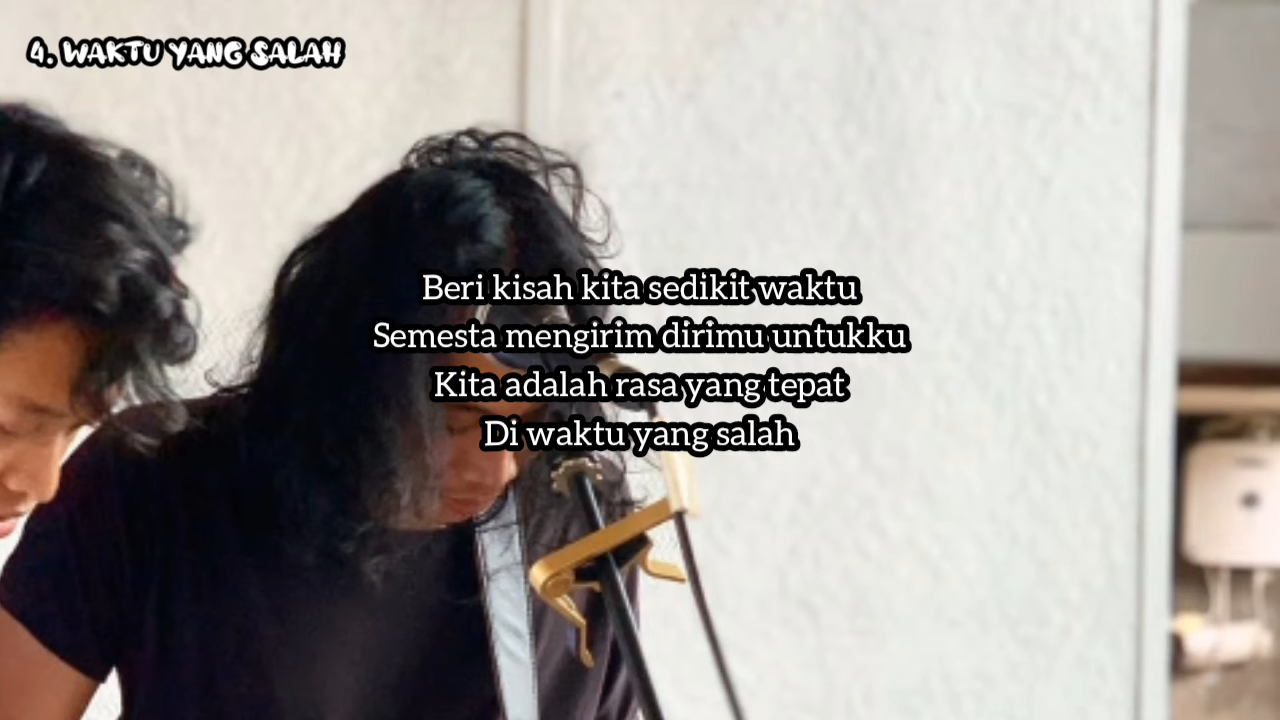 4. WAKTU YANG SALAH
Beri kisah kita sedikit waktu
Semesta mengirim dirimu untukku
Kita adalah rasa yang tepat
Di waktu yang salah